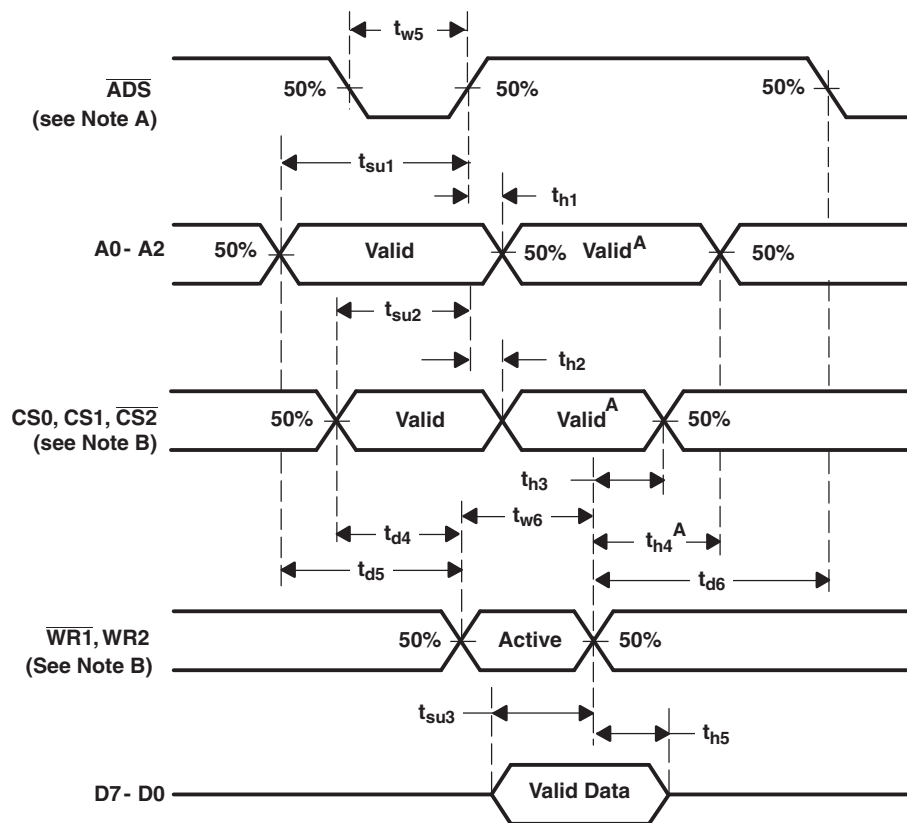 tw5
ADS
(see Note A)
50% 50% 50%
tsu1
th1
A0 - A2 50% Valid 50% ValidA 50%
tsu2
th2
CS0, CS1, CS2
(see Note B)
50% Valid ValidA 50%
th3
tw6
td4 th4A
td5 td6
WR1, WR2
(See Note B)
50% Active 50%
tsu3
th5
D7 - D0 Valid Data